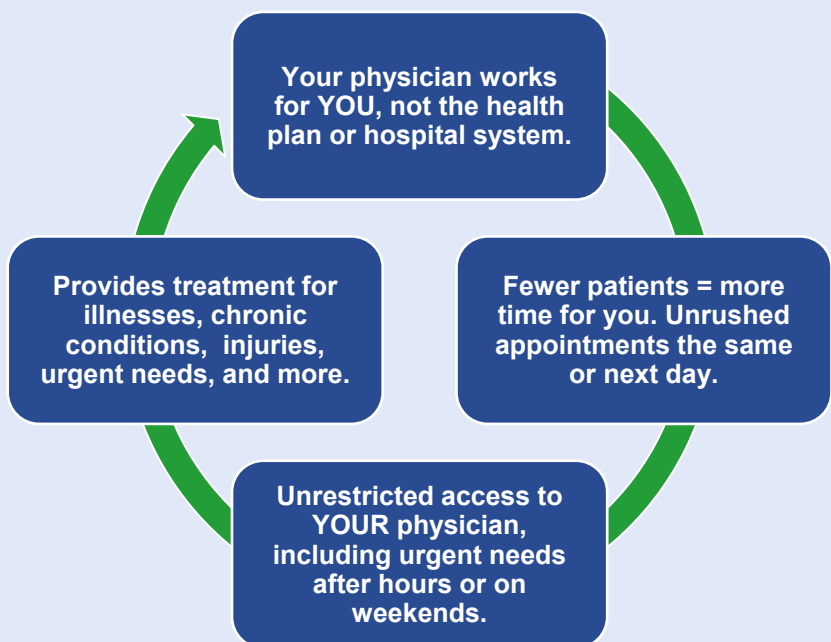 Your physician works
for YOU, not the health
plan or hospital system.
Fewer patients = more
time for you. Unrushed
appointments the same
or next day.
Unrestricted access to
YOUR physician,
including urgent needs
after hours or on
weekends.
Provides treatment for
illnesses, chronic
conditions,  injuries,
urgent needs, and more.